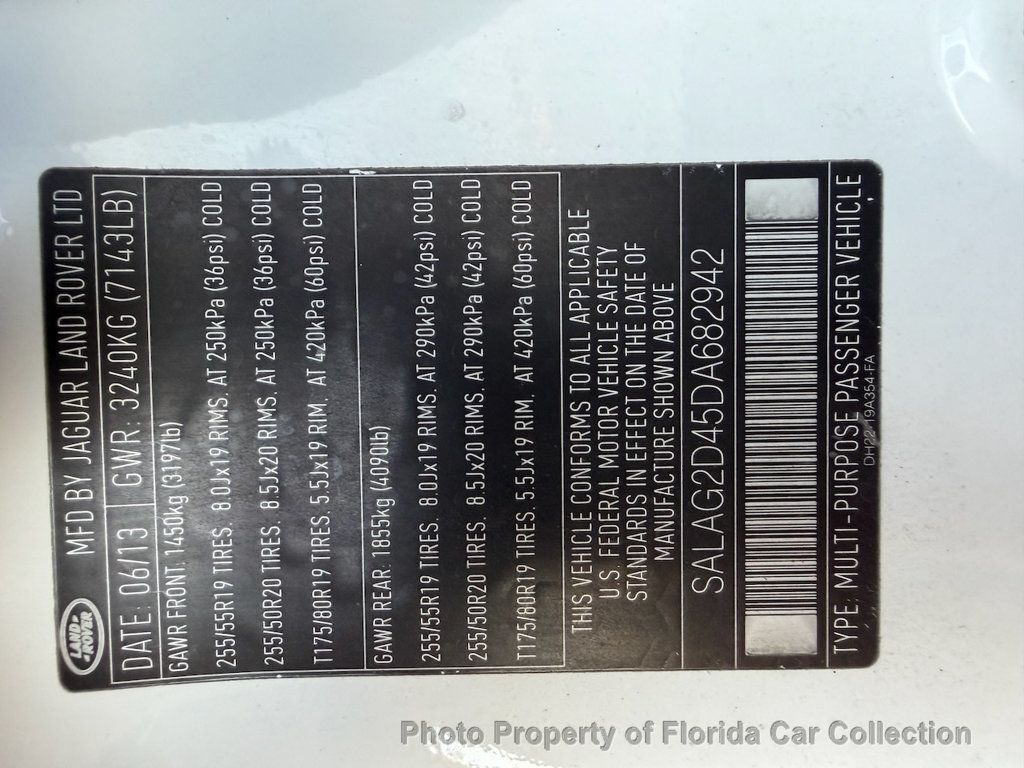 LAND ROVER
MFD BY JAGUAR LAND ROVER LTD
DATE: 06/13 GWR: 3240KG (7143LB)
GAWR FRONT. 1450kg (3197lb)
255/55R19 TIRES. 8.0Jx19 RIMS. AT 250kPa (36psi) COLD
255/50R20 TIRES. 8.5Jx20 RIMS. AT 250kPa (36psi) COLD
T175/80R19 TIRES. 5.5Jx19 RIM. AT 420kPa (60psi) COLD
GAWR REAR. 1855kg (4090lb)
255/55R19 TIRES. 8.0Jx19 RIMS. AT 290kPa (42psi) COLD
255/50R20 TIRES. 8.5Jx20 RIMS. AT 290kPa (42psi) COLD
T175/80R19 TIRES. 5.5Jx19 RIM. AT 420kPa (60psi) COLD
THIS VEHICLE CONFORMS TO ALL APPLICABLE
U.S. FEDERAL MOTOR VEHICLE SAFETY
STANDARDS IN EFFECT ON THE DATE OF
MANUFACTURE SHOWN ABOVE
SALAG2D45DA682942
TYPE: MULTI-PURPOSE PASSENGER VEHICLE
DH22-19A354-FA
Photo Property of Florida Car Collection